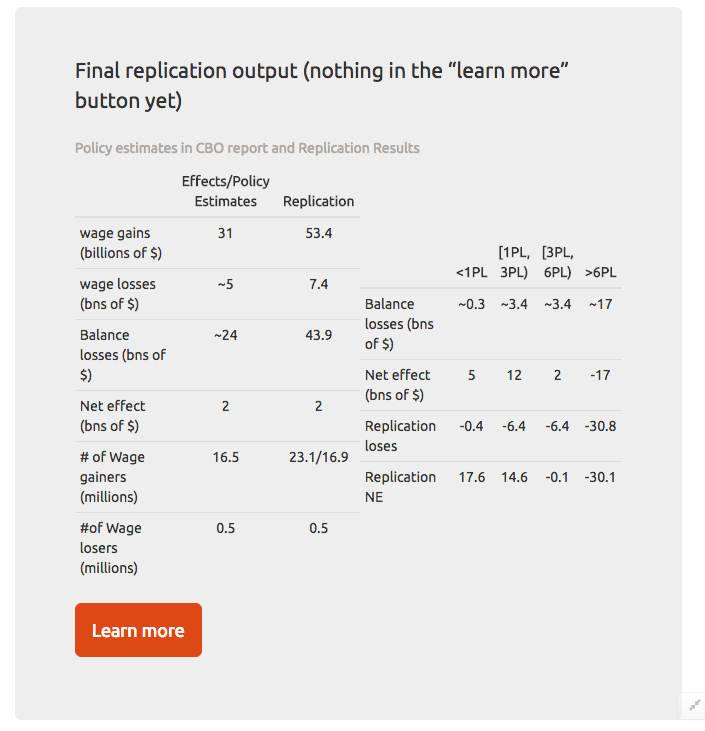 Final replication output (nothing in the “learn more”
button yet)
Policy estimates in CBO report and Replication Results
Effects/Policy
Estimates Replication
wage gains
(billions of $) 31 53.4
wage losses
(bns of $) ~5 7.4
Balance
losses (bns of
$) ~24 43.9
Net effect
(bns of $) 2 2
# of Wage
gainers
(millions) 16.5 23.1/16.9
#of Wage
losers
(millions) 0.5 0.5
<1PL [1PL,
3PL) [3PL,
6PL) >6PL
Balance
losses (bns
of $) ~0.3 ~3.4 ~3.4 ~17
Net effect
(bns of $) 5 12 2 -17
Replication
loses -0.4 -6.4 -6.4 -30.8
Replication
NE 17.6 14.6 -0.1 -30.1
Learn more